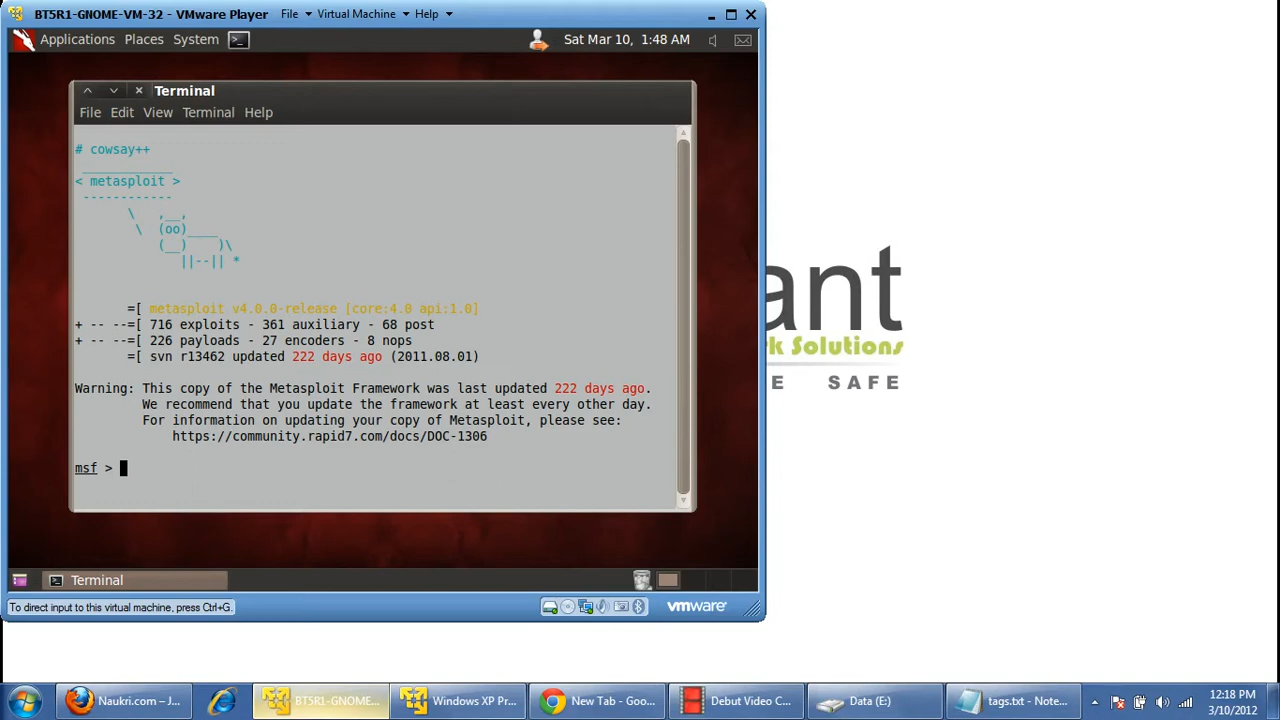 BT5R1-GNOME-VM-32 - VMware Player File Virtual Machine Help
Applications Places System Sat Mar 10, 1:48 AM
Terminal
File Edit View Terminal Help
# cowsay++
____________
< metasploit >
------------
\ ,__,
\ (oo)____
(__) )\
||--|| *
=[ metasploit v4.0.0-release [core:4.0 api:1.0]
+ -- --=[ 716 exploits - 361 auxiliary - 68 post
+ -- --=[ 226 payloads - 27 encoders - 8 nops
=[ svn r13462 updated 222 days ago (2011.08.01)
Warning: This copy of the Metasploit Framework was last updated 222 days ago.
We recommend that you update the framework at least every other day.
For information on updating your copy of Metasploit, please see:
https://community.rapid7.com/docs/DOC-1306
msf >
ant
rk Solutions
E SAFE
Terminal
To direct input to this virtual machine, press Ctrl+G.
vmware
Naukri.com – J...
BT5R1-GNOME...
Windows XP Pr...
New Tab - Goo...
Debut Video C...
Data (E:)
tags.txt - Note...
12:18 PM
3/10/2012